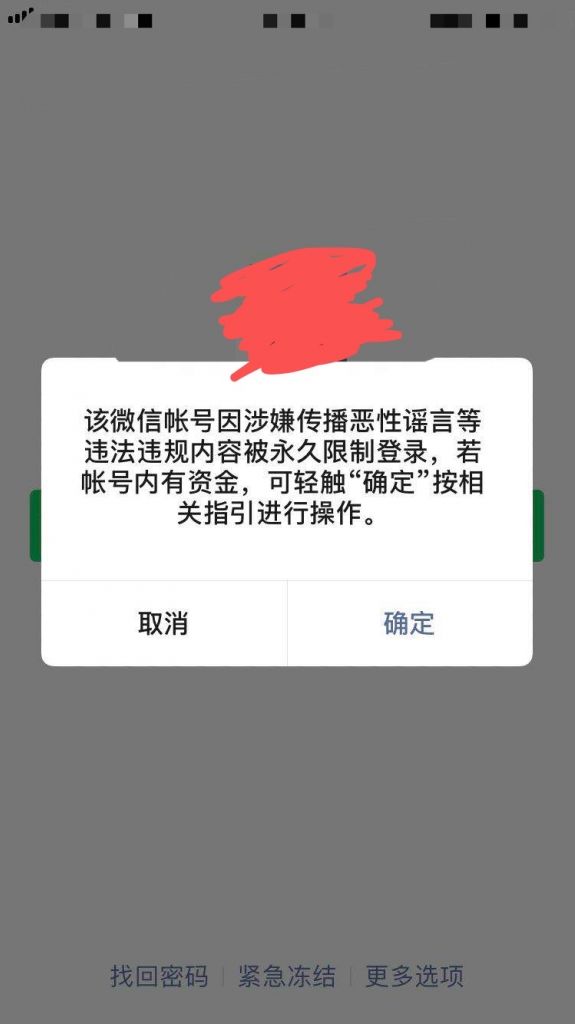 该微信帐号因涉嫌传播恶性谣言等
违法违规内容被永久限制登录，若
帐号内有资金，可轻触“确定”按相
关指引进行操作。
取消
确定
找回密码
紧急冻结
更多选项